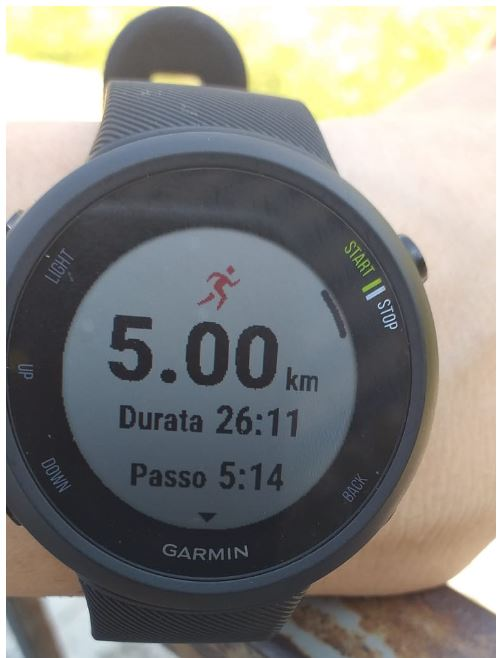 LIGHT
START
STOP
UP
5.00 km
Durata 26:11
Passo 5:14
DOWN
BACK
GARMIN